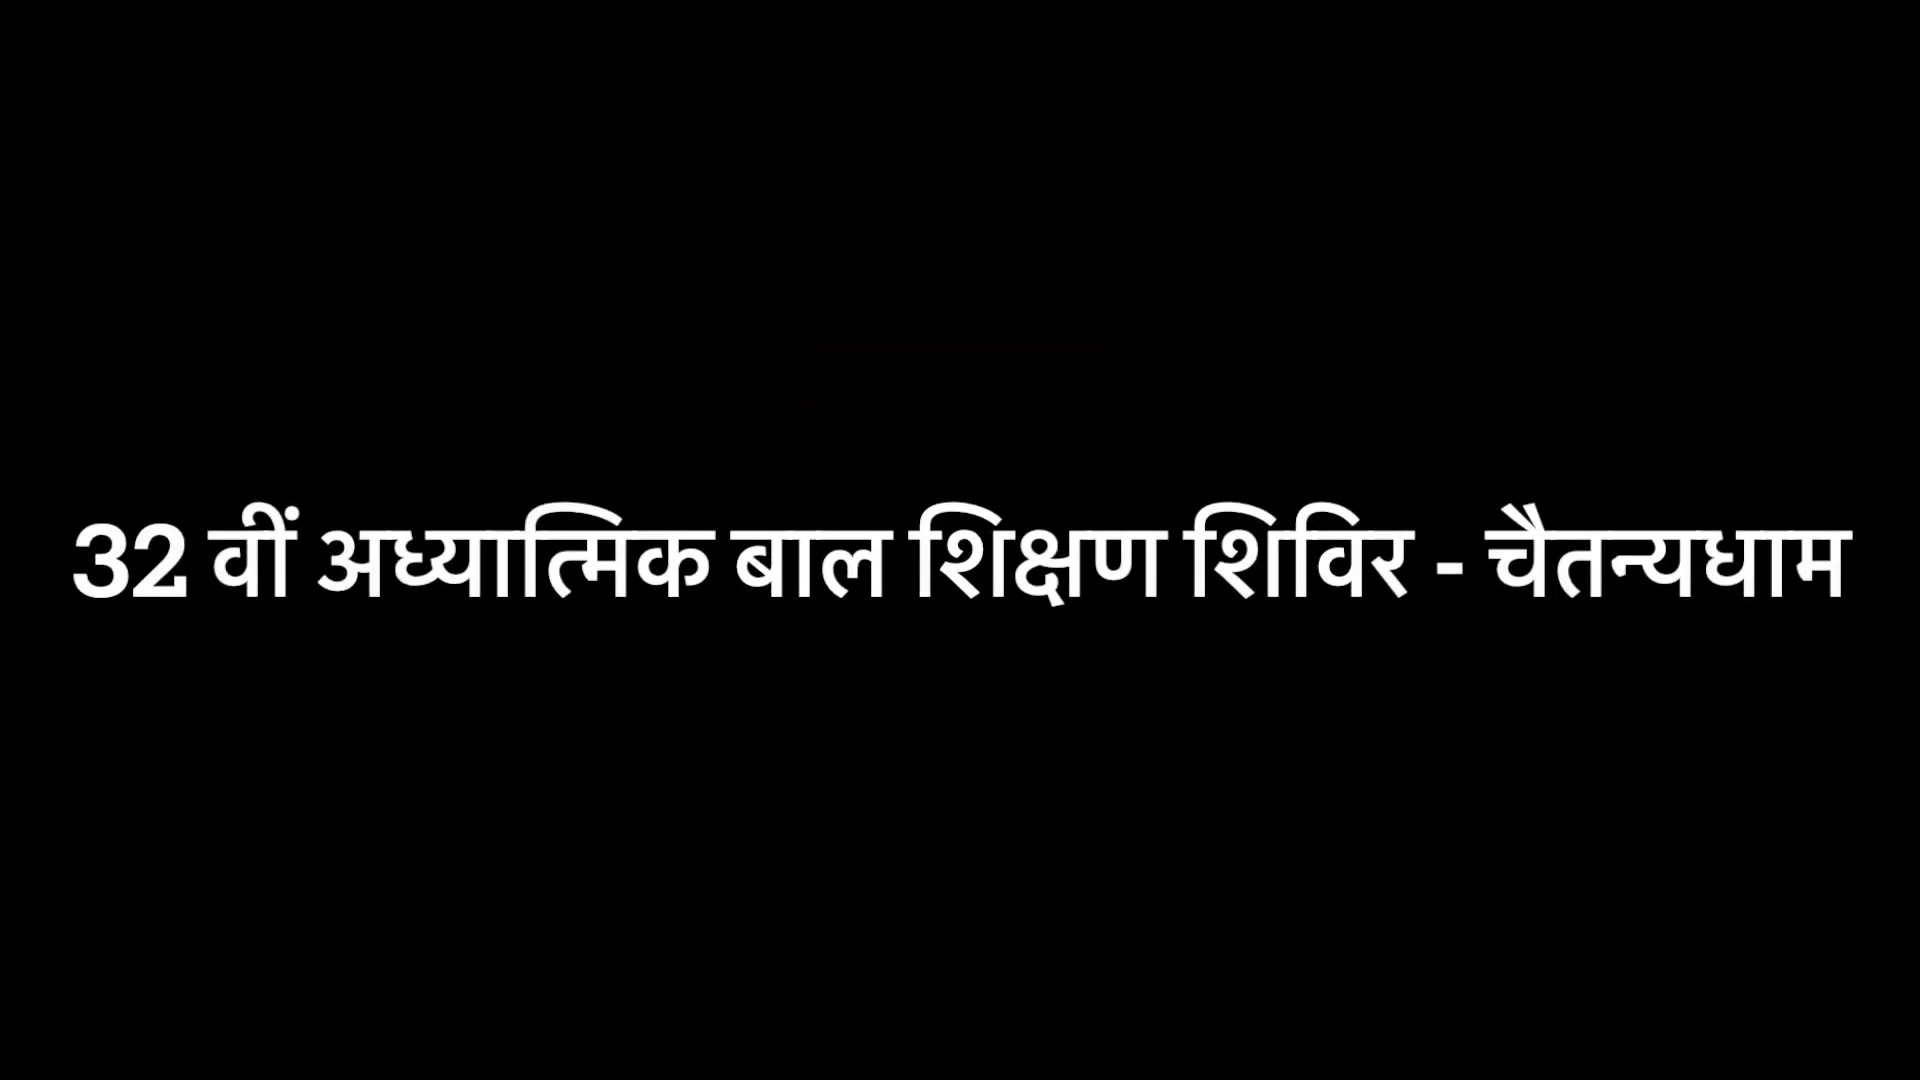 32 वीं अध्यात्मिक बाल शिक्षण शिविर - चैतन्यधाम